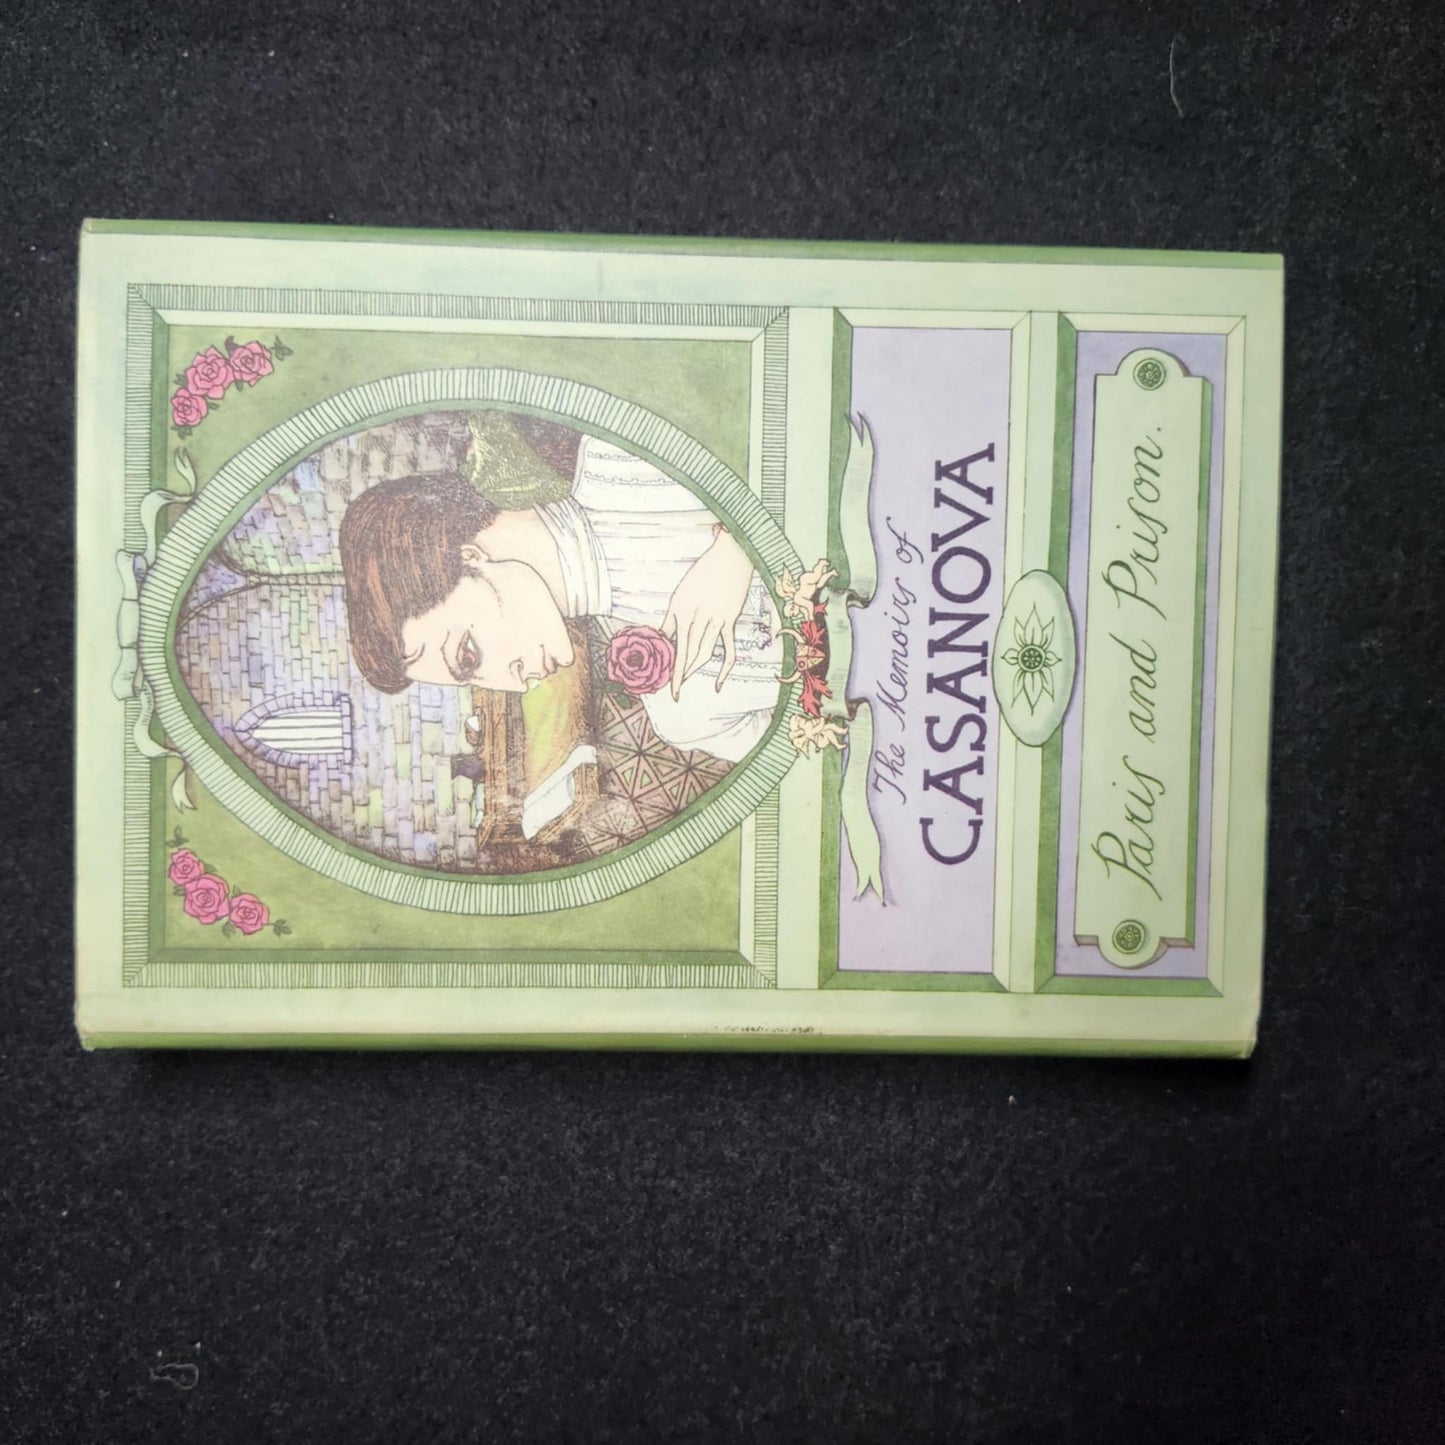 The Memoirs of
CASANOVA
Paris and Prison.